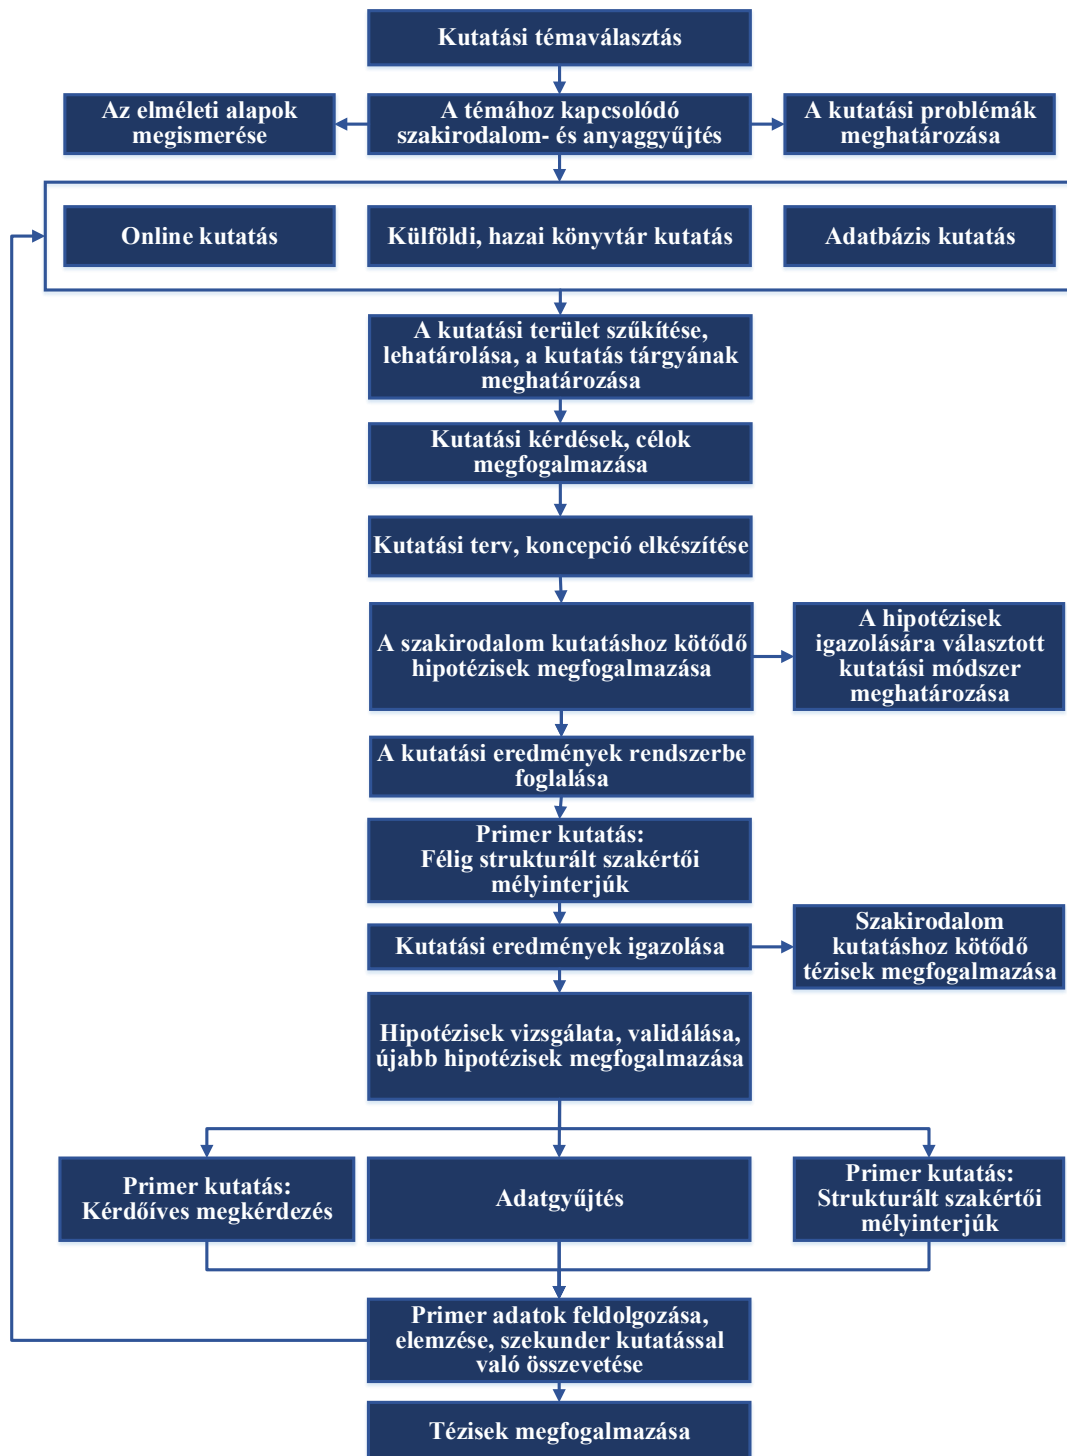 Kutatási témaválasztás
Az elméleti alapok
megismerése
A témához kapcsolódó
szakirodalom- és anyaggyűjtés
A kutatási problémák
meghatározása
Online kutatás
Külföldi, hazai könyvtár kutatás
Adatbázis kutatás
A kutatási terület szűkítése,
lehatárolása, a kutatás tárgyának
meghatározása
Kutatási kérdések, célok
megfogalmazása
Kutatási terv, koncepció elkészítése
A szakirodalom kutatáshoz kötődő
hipotézisek megfogalmazása
A hipotézisek
igazolására választott
kutatási módszer
meghatározása
A kutatási eredmények rendszerbe
foglalása
Primer kutatás:
Félig strukturált szakértői
mélyinterjúk
Kutatási eredmények igazolása
Szakirodalom
kutatáshoz kötődő
tézisek megfogalmazása
Hipotézisek vizsgálata, validálása,
újabb hipotézisek megfogalmazása
Primer kutatás:
Kérdőíves megkérdezés
Adatgyűjtés
Primer kutatás:
Strukturált szakértői
mélyinterjúk
Primer adatok feldolgozása,
elemzése, szekunder kutatással
való összevetése
Tézisek megfogalmazása